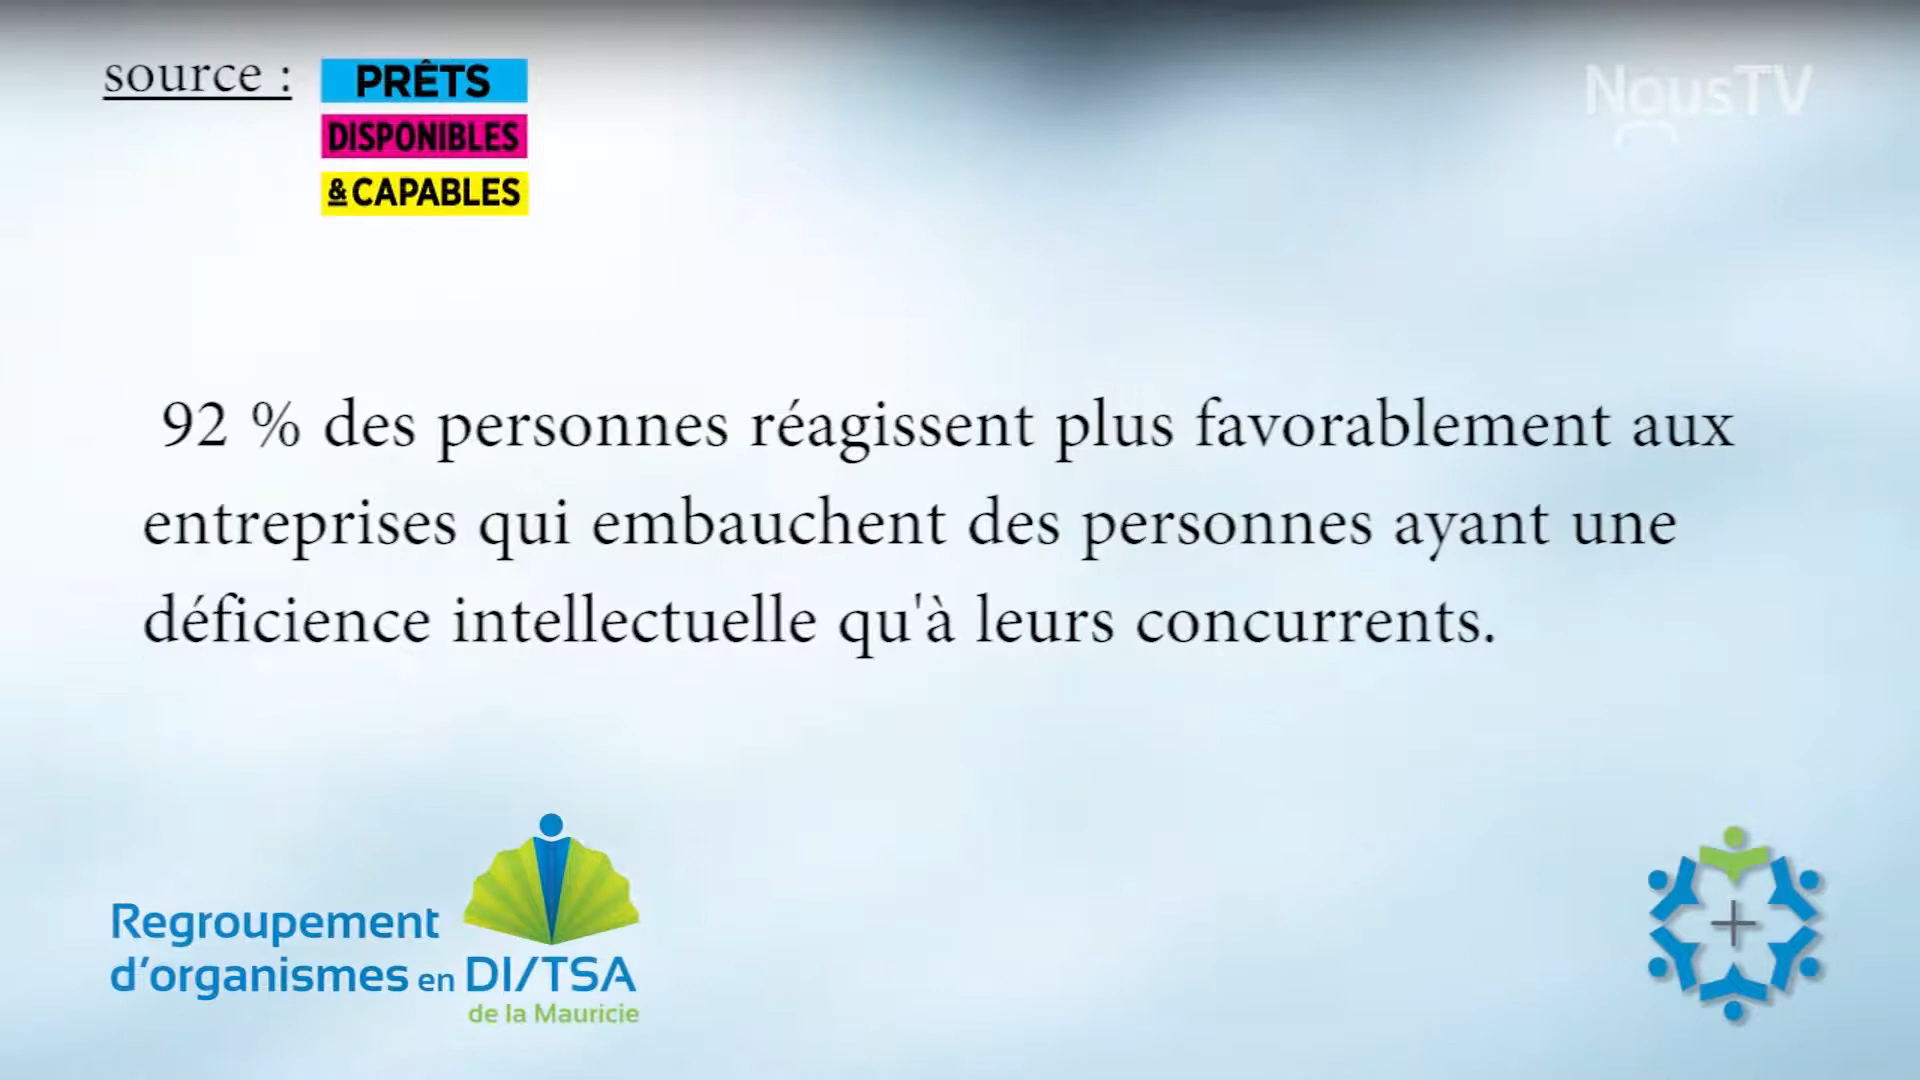 source :
PRÊTS
DISPONIBLES
& CAPABLES
NousTV
92 % des personnes réagissent plus favorablement aux
entreprises qui embauchent des personnes ayant une
déficience intellectuelle qu'à leurs concurrents.
Regroupement
d'organismes en DI/TSA
de la Mauricie